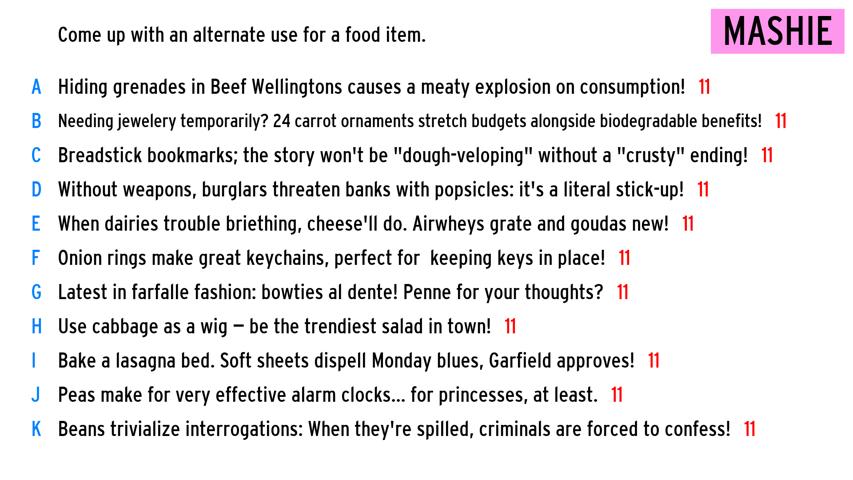 Come up with an alternate use for a food item.
MASHIE
A Hiding grenades in Beef Wellingtons causes a meaty explosion on consumption! 11
B Needing jewelery temporarily? 24 carrot ornaments stretch budgets alongside biodegradable benefits! 11
C Breadstick bookmarks; the story won't be "dough-veloping" without a "crusty" ending! 11
D Without weapons, burglars threaten banks with popsicles: it's a literal stick-up! 11
E When dairies trouble briething, cheese'll do. Airwheys grate and goudas new! 11
F Onion rings make great keychains, perfect for  keeping keys in place! 11
G Latest in farfalle fashion: bowties al dente! Penne for your thoughts? 11
H Use cabbage as a wig – be the trendiest salad in town! 11
I Bake a lasagna bed. Soft sheets dispell Monday blues, Garfield approves! 11
J Peas make for very effective alarm clocks... for princesses, at least. 11
K Beans trivialize interrogations: When they're spilled, criminals are forced to confess! 11